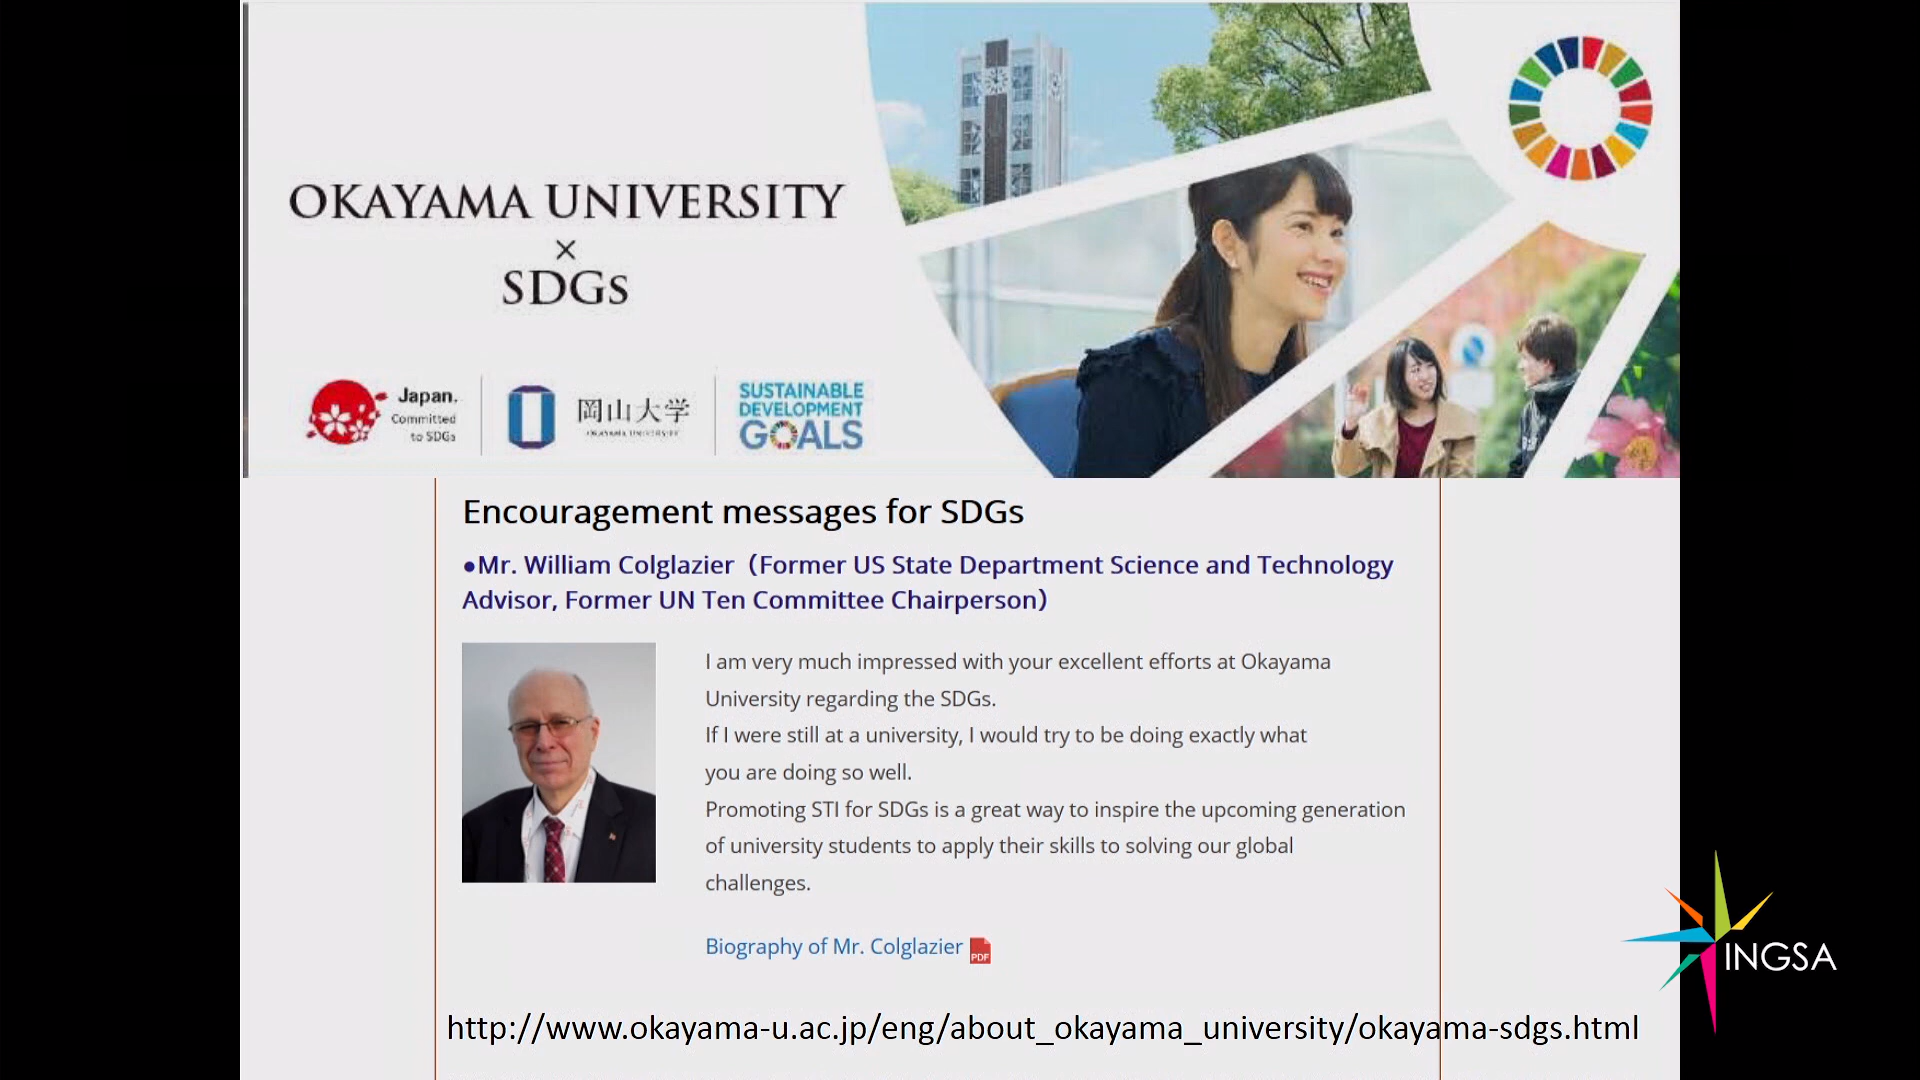 OKAYAMA UNIVERSITY
×
SDGs
Japan.
Committed
to SDGs
岡山大学
OKAYAMA UNIVERSITY
SUSTAINABLE
DEVELOPMENT
GOALS
Encouragement messages for SDGs
●Mr. William Colglazier（Former US State Department Science and Technology
Advisor, Former UN Ten Committee Chairperson）
I am very much impressed with your excellent efforts at Okayama
University regarding the SDGs.
If I were still at a university, I would try to be doing exactly what
you are doing so well.
Promoting STI for SDGs is a great way to inspire the upcoming generation
of university students to apply their skills to solving our global
challenges.
Biography of Mr. Colglazier PDF
http://www.okayama-u.ac.jp/eng/about_okayama_university/okayama-sdgs.html
INGSA